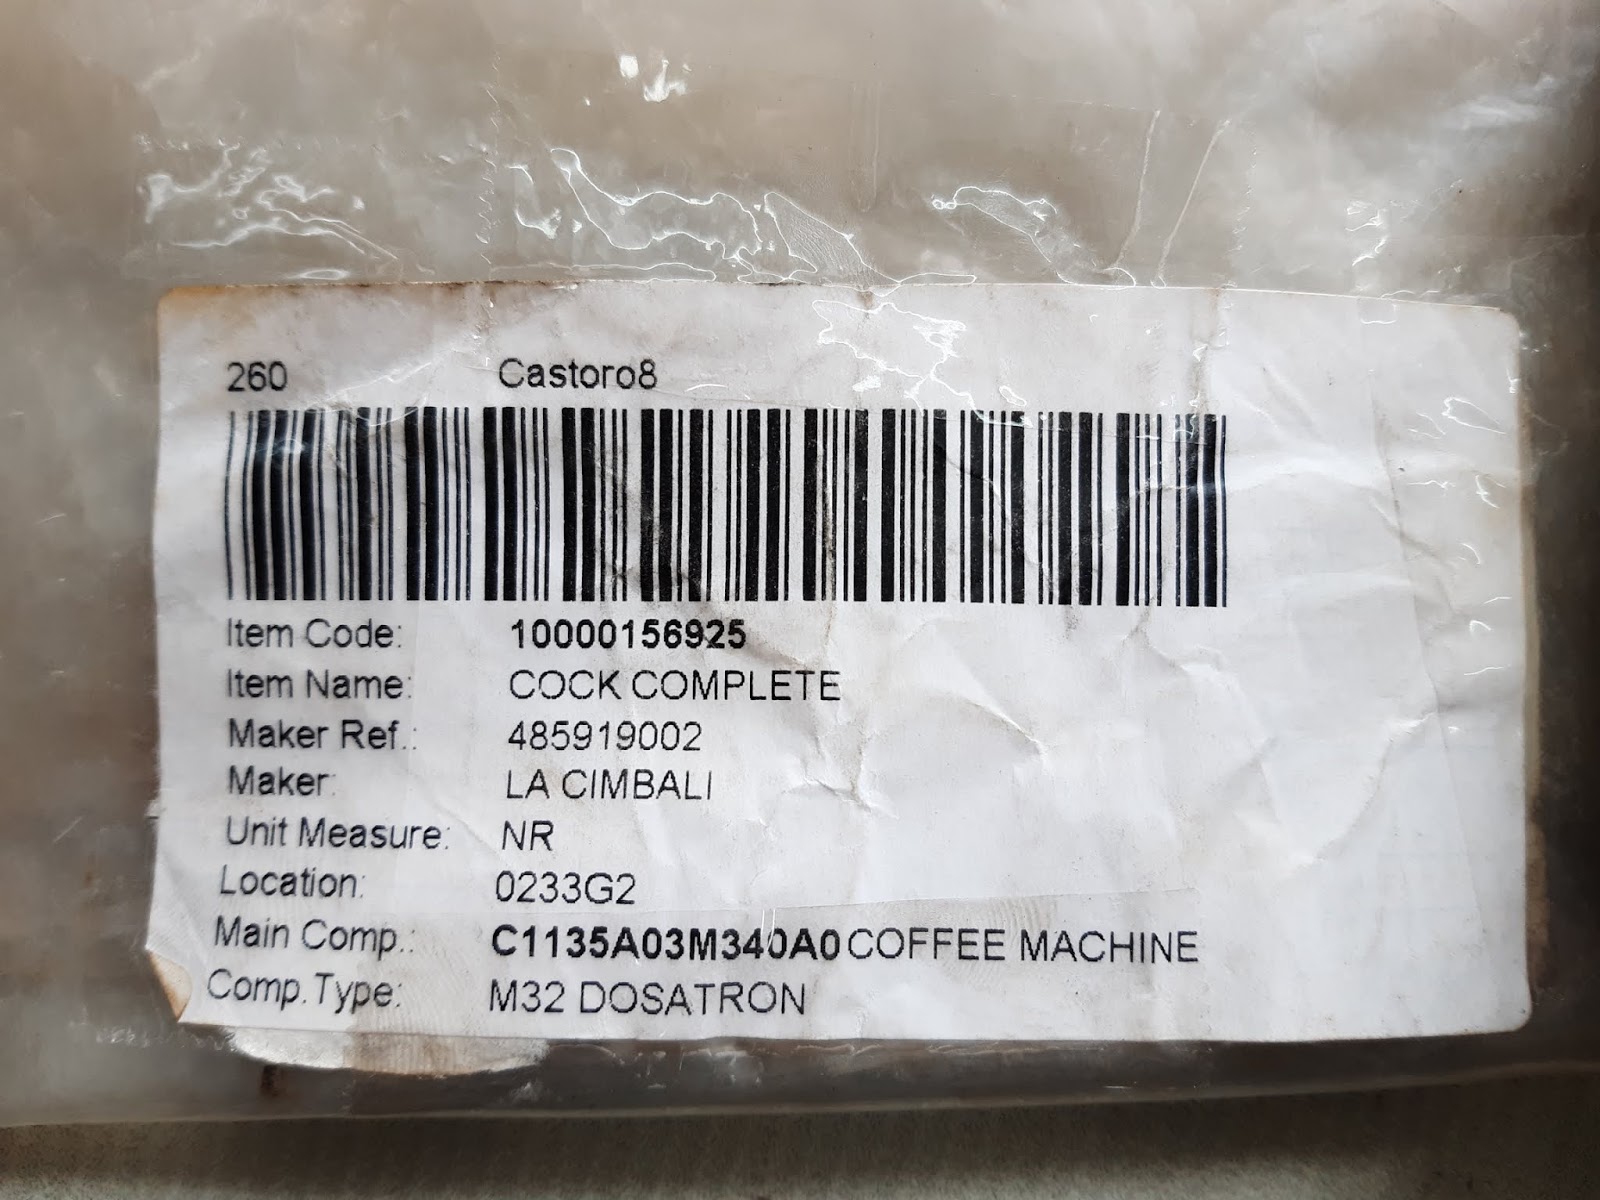 260 Castoro8
Item Code: 10000156925
Item Name: COCK COMPLETE
Maker Ref.: 485919002
Maker: LA CIMBALI
Unit Measure: NR
Location: 0233G2
Main Comp.: C1135A03M340A0 COFFEE MACHINE
Comp.Type: M32 DOSATRON